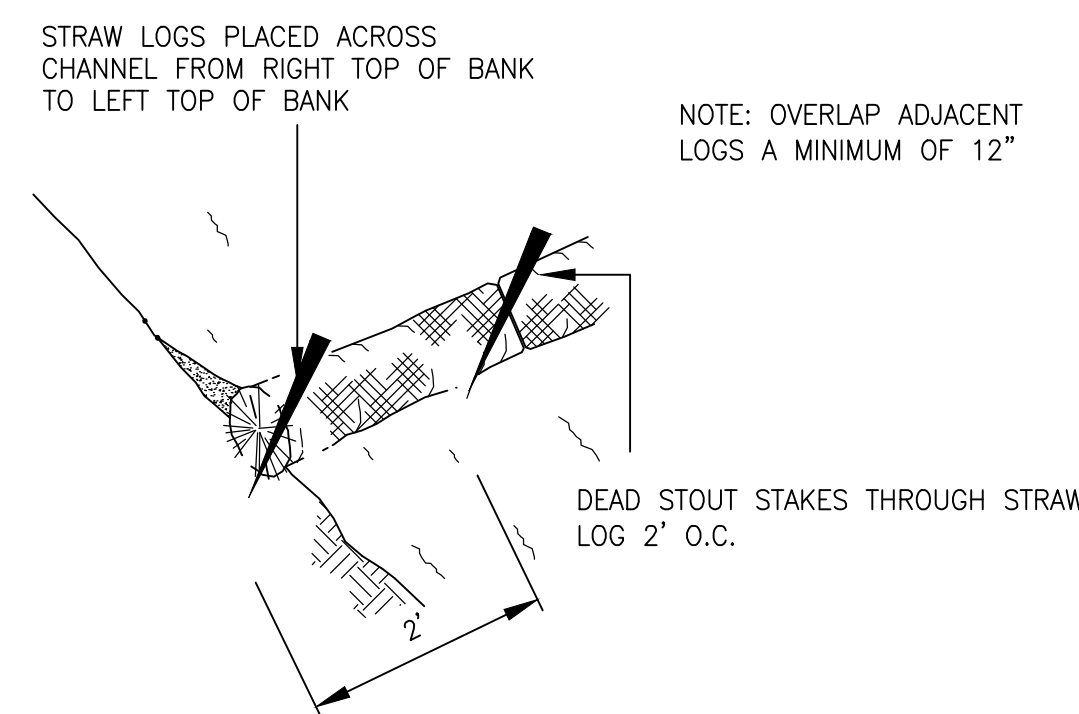 STRAW LOGS PLACED ACROSS
CHANNEL FROM RIGHT TOP OF BANK
TO LEFT TOP OF BANK
NOTE: OVERLAP ADJACENT
LOGS A MINIMUM OF 12"
DEAD STOUT STAKES THROUGH STRAW
LOG 2' O.C.
2'